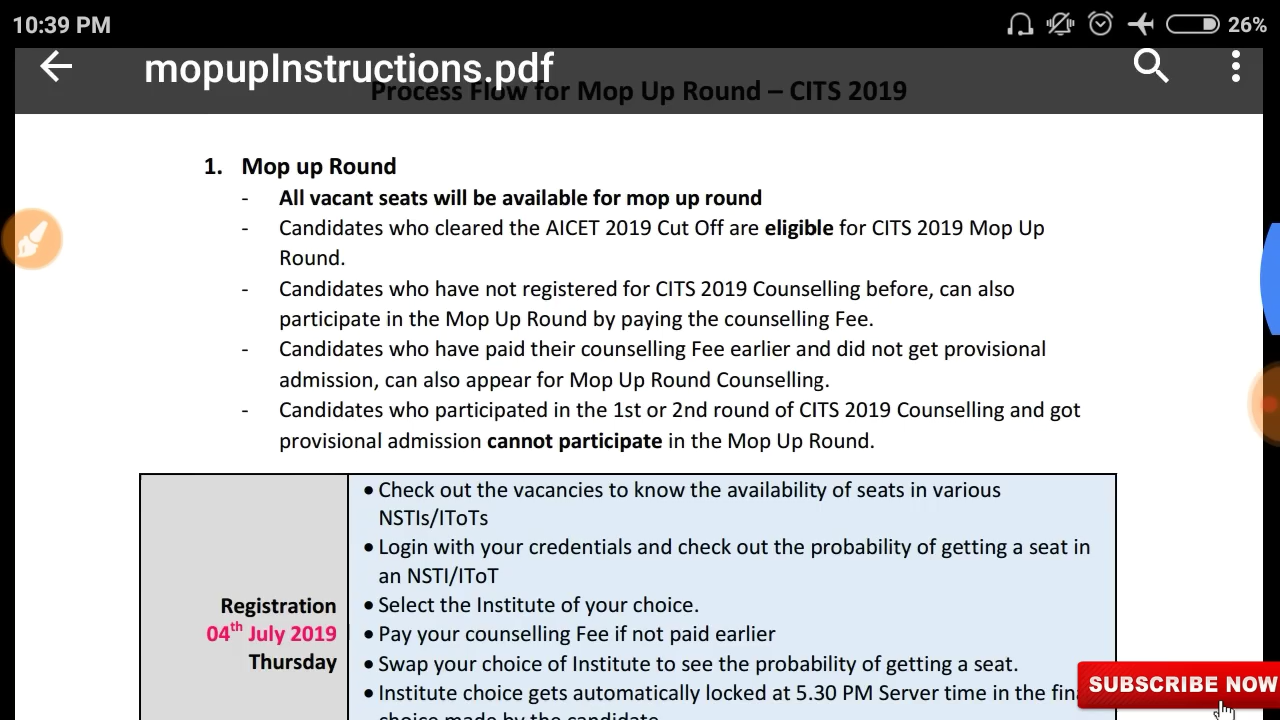 10:39 PM 26%
mopupInstructions.pdf
Process Flow for Mop Up Round – CITS 2019
1. Mop up Round
- All vacant seats will be available for mop up round
- Candidates who cleared the AICET 2019 Cut Off are eligible for CITS 2019 Mop Up
Round.
- Candidates who have not registered for CITS 2019 Counselling before, can also
participate in the Mop Up Round by paying the counselling Fee.
- Candidates who have paid their counselling Fee earlier and did not get provisional
admission, can also appear for Mop Up Round Counselling.
- Candidates who participated in the 1st or 2nd round of CITS 2019 Counselling and got
provisional admission cannot participate in the Mop Up Round.
Registration
04th July 2019
Thursday
• Check out the vacancies to know the availability of seats in various
NSTIs/IToTs
• Login with your credentials and check out the probability of getting a seat in
an NSTI/IToT
• Select the Institute of your choice.
• Pay your counselling Fee if not paid earlier
• Swap your choice of Institute to see the probability of getting a seat.
• Institute choice gets automatically locked at 5.30 PM Server time in the
choice made by the candidate
SUBSCRIBE NOW